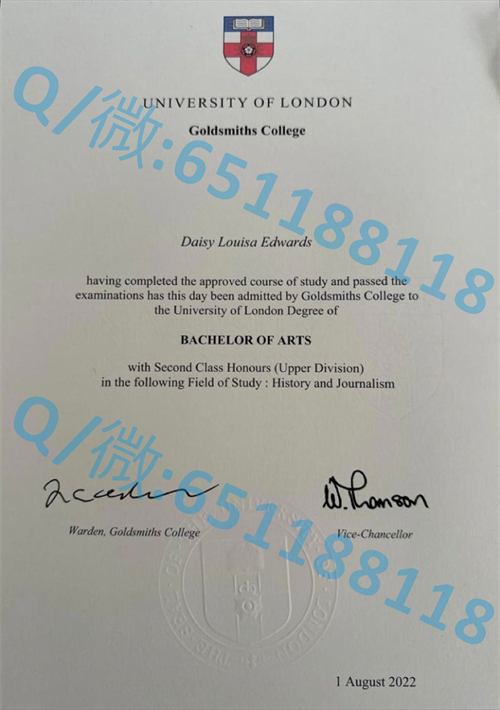 UNIVERSITY OF LONDON
Goldsmiths College
Q/微:651188118
Daisy Louisa Edwards
having completed the approved course of study and passed the
examinations has this day been admitted by Goldsmiths College to
the University of London Degree of
BACHELOR OF ARTS
with Second Class Honours (Upper Division)
in the following Field of Study : History and Journalism
Q/微:651188118
W. Thomson
Warden, Goldsmiths College
Vice-Chancellor
1 August 2022